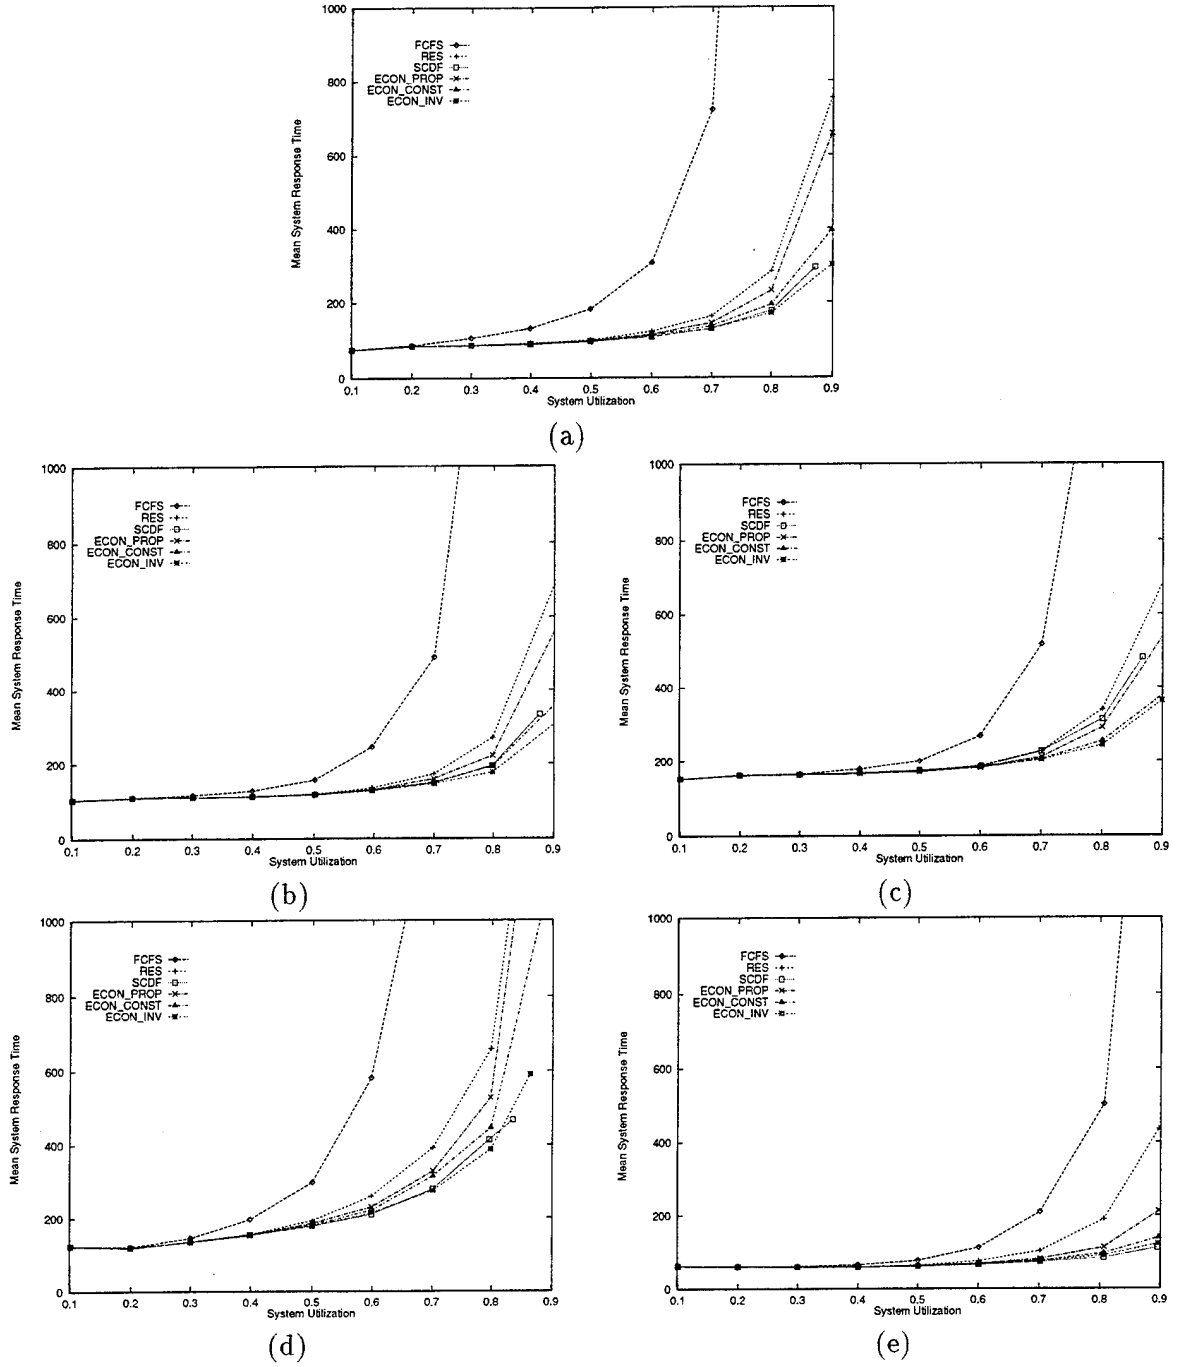 1000
800
600
400
200
0
Mean System Response Time
FCFS
RES
SCDF
ECON_PROP
ECON_CONST
ECON_INV
0.1 0.2 0.3 0.4 0.5 0.6 0.7 0.8 0.9
System Utilization
(a)
1000
800
600
400
200
0
Mean System Response Time
FCFS
RES
SCDF
ECON_PROP
ECON_CONST
ECON_INV
0.1 0.2 0.3 0.4 0.5 0.6 0.7 0.8 0.9
System Utilization
(b)
1000
800
600
400
200
0
Mean System Response Time
FCFS
RES
SCDF
ECON_PROP
ECON_CONST
ECON_INV
0.1 0.2 0.3 0.4 0.5 0.6 0.7 0.8 0.9
System Utilization
(c)
1000
800
600
400
200
0
Mean System Response Time
FCFS
RES
SCDF
ECON_PROP
ECON_CONST
ECON_INV
0.1 0.2 0.3 0.4 0.5 0.6 0.7 0.8 0.9
System Utilization
(d)
1000
800
600
400
200
0
Mean System Response Time
FCFS
RES
SCDF
ECON_PROP
ECON_CONST
ECON_INV
0.1 0.2 0.3 0.4 0.5 0.6 0.7 0.8 0.9
System Utilization
(e)